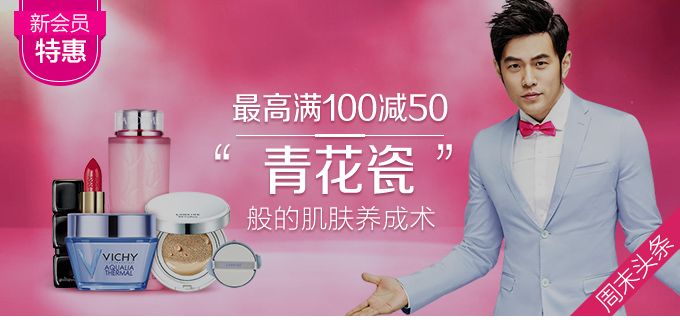 新会员
特惠
最高满100减50
“青花瓷”
般的肌肤养成术
VICHY
AQUALIA
THERMAL
LANEIGE
周末头条